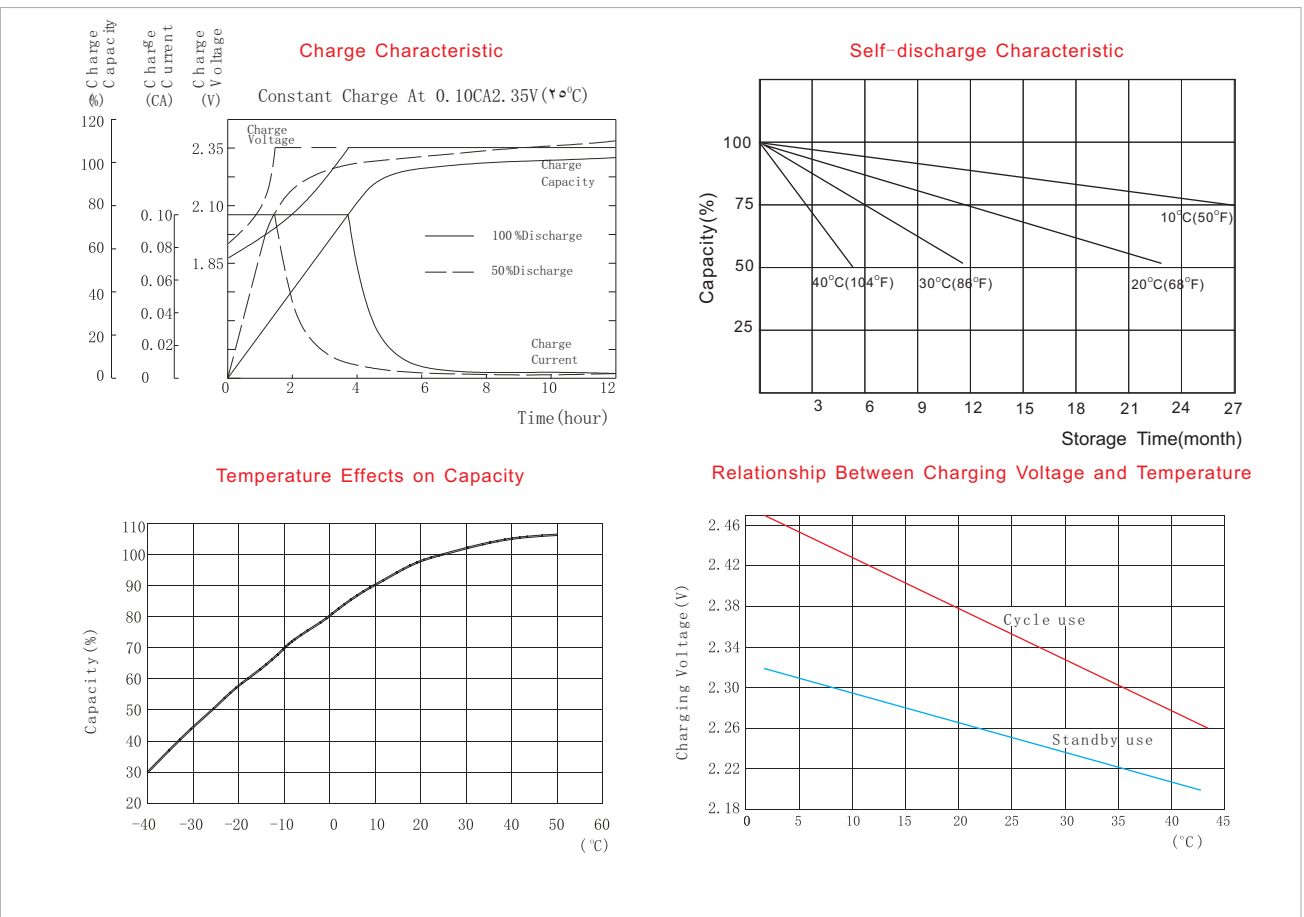 Charge Characteristic
Charge Capacity (%)
Charge Current (CA)
Charge Voltage (V)
Constant Charge At 0.10CA2.35V(٢٥°C)
120
100
80
60
40
20
0
0.10
0.08
0.06
0.04
0.02
0
2.35
2.10
1.85
Charge
Voltage
Charge
Capacity
100%Discharge
50%Discharge
Charge
Current
0 2 4 6 8 10 12
Time(hour)
Self-discharge Characteristic
Capacity(%)
100
75
50
25
10°C(50°F)
40°C(104°F) 30°C(86°F) 20°C(68°F)
3 6 9 12 15 18 21 24 27
Storage Time(month)
Temperature Effects on Capacity
Capacity(%)
110
100
90
80
70
60
50
40
30
20
-40 -30 -20 -10 0 10 20 30 40 50 60
(°C)
Relationship Between Charging Voltage and Temperature
Charging Voltage(V)
2.46
2.42
2.38
2.34
2.30
2.26
2.22
2.18
Cycle use
Standby use
0 5 10 15 20 25 30 35 40 45
(°C)